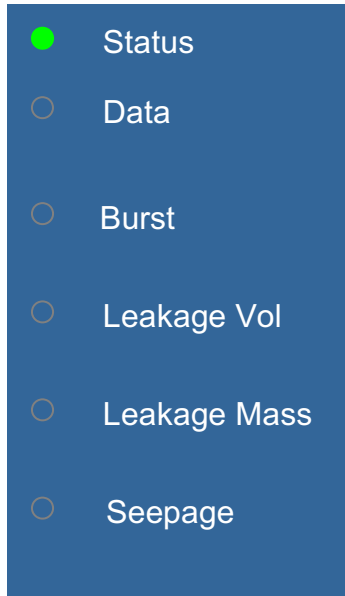 Status
Data
Burst
Leakage Vol
Leakage Mass
Seepage